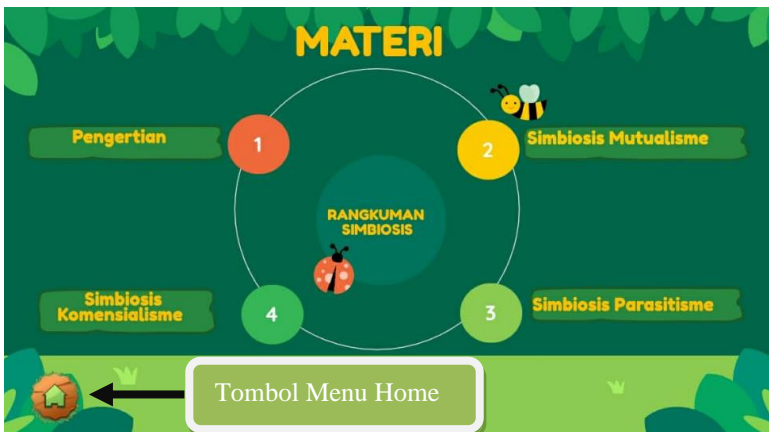 MATERI
Pengertian
1
2
Simbiosis Mutualisme
RANGKUMAN
SIMBIOSIS
Simbiosis
Komensialisme
4
3
Simbiosis Parasitisme
Tombol Menu Home